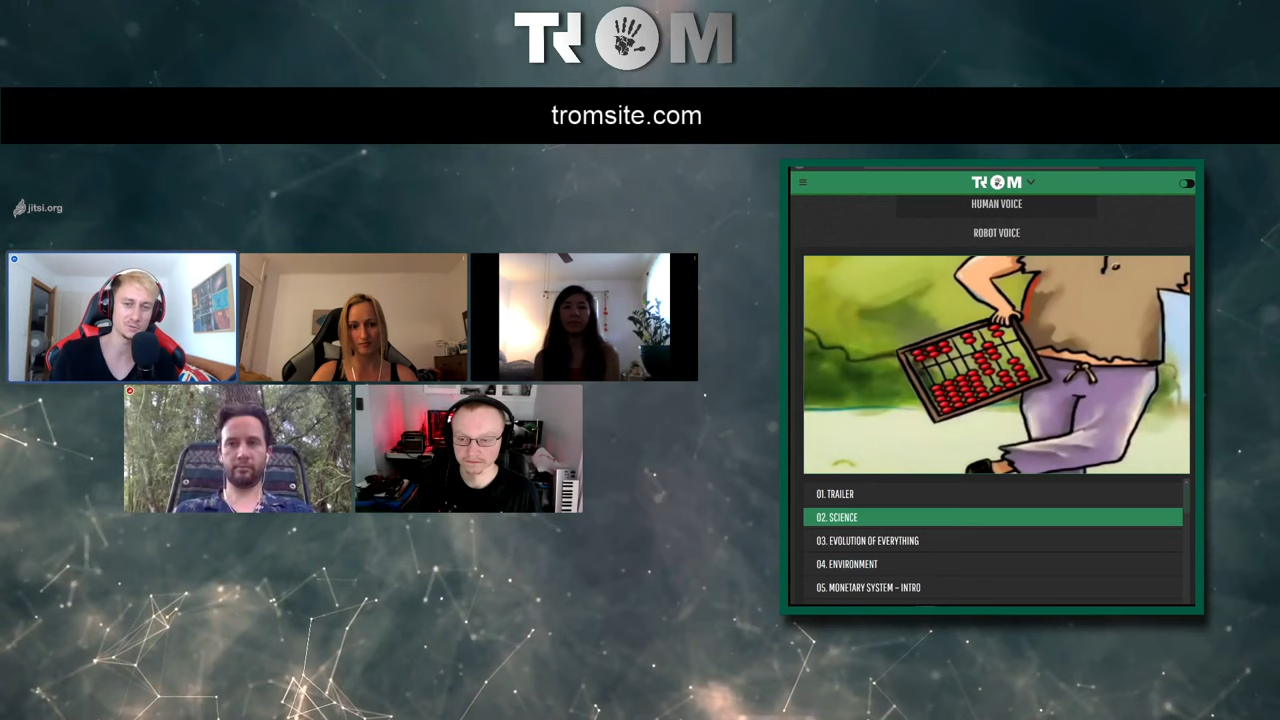 TROM
tromsite.com
jitsi.org
TROM
HUMAN VOICE
ROBOT VOICE
01. TRAILER
02. SCIENCE
03. EVOLUTION OF EVERYTHING
04. ENVIRONMENT
05. MONETARY SYSTEM – INTRO